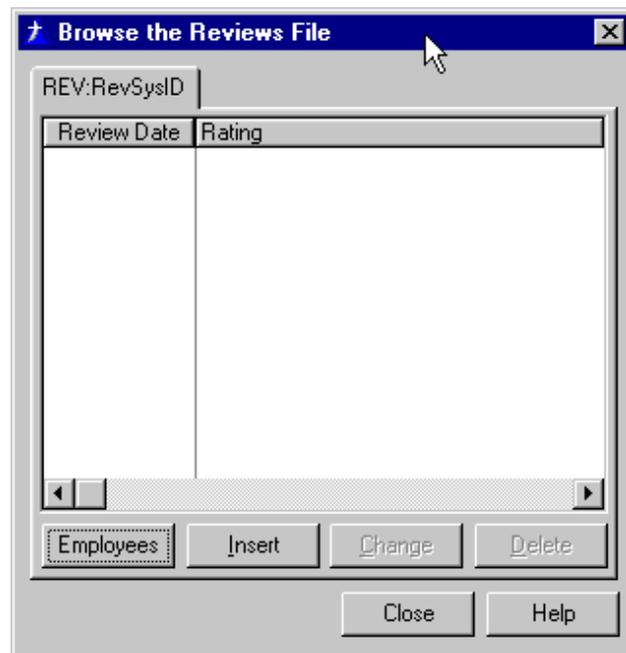 Browse the Reviews File
REV:RevSysID
Review Date Rating
Employees Insert Change Delete
Close Help